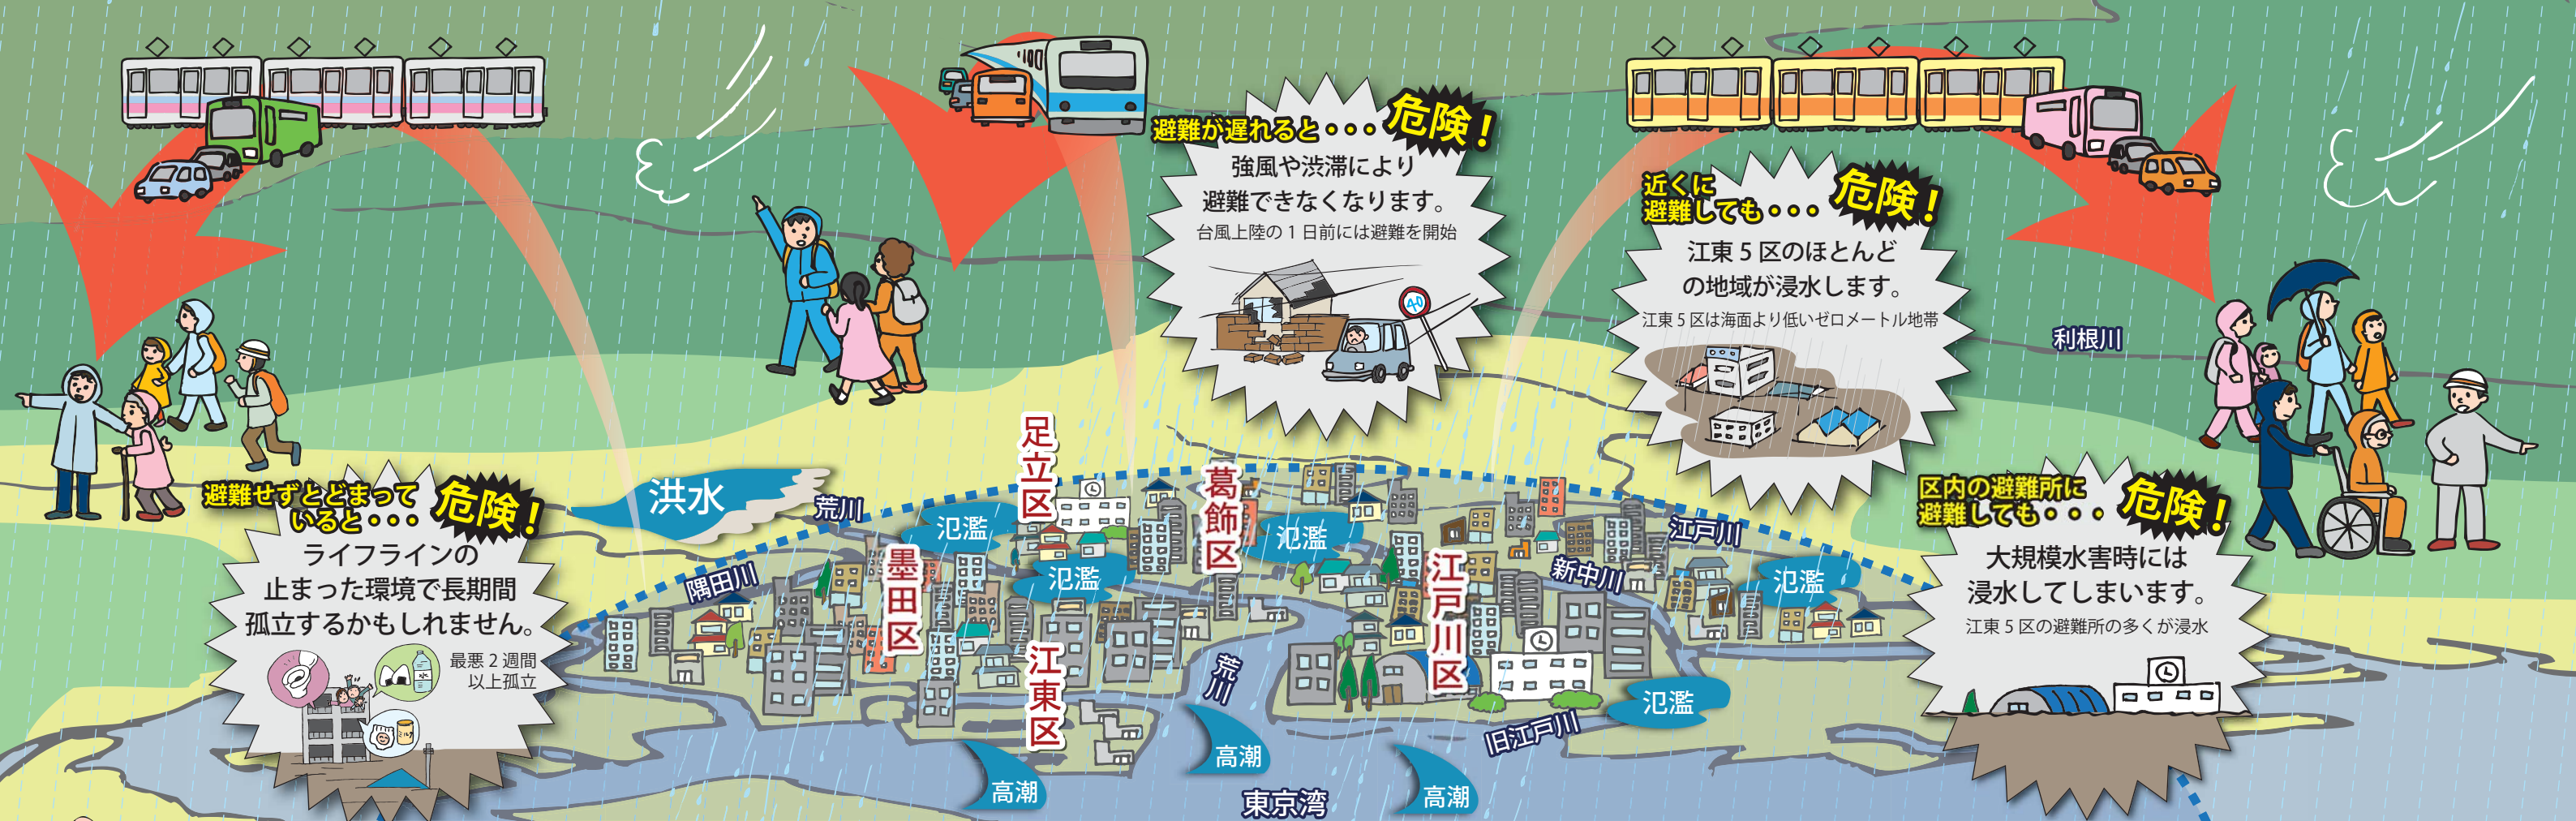 避難が遅れると・・・
危険！
強風や渋滞により
避難できなくなります。
台風上陸の1日前には避難を開始
40
近くに
避難しても・・・
危険！
江東5区のほとんど
の地域が浸水します。
江東5区は海面より低いゼロメートル地帯
利根川
避難せずとどまって
いると・・・
危険！
ライフラインの
止まった環境で長期間
孤立するかもしれません。
最悪2週間
以上孤立
水
ミルク
区内の避難所に
避難しても・・・
危険！
大規模水害時には
浸水してしまいます。
江東5区の避難所の多くが浸水
洪水
荒川
隅田川
足立区
葛飾区
墨田区
江戸川区
江東区
氾濫
氾濫
氾濫
氾濫
氾濫
江戸川
新中川
荒川
旧江戸川
高潮
高潮
高潮
東京湾